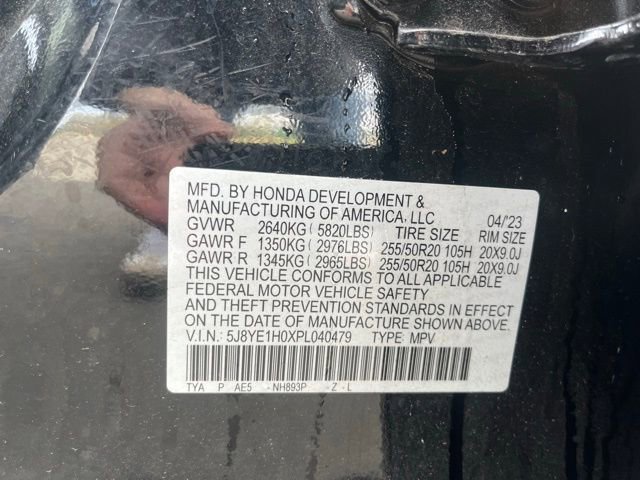 MFD. BY HONDA DEVELOPMENT &
MANUFACTURING OF AMERICA, LLC 04/'23
GVWR 2640KG ( 5820LBS) TIRE SIZE RIM SIZE
GAWR F 1350KG ( 2976LBS) 255/50R20 105H 20X9.0J
GAWR R 1345KG ( 2965LBS) 255/50R20 105H 20X9.0J
THIS VEHICLE CONFORMS TO ALL APPLICABLE
FEDERAL MOTOR VEHICLE SAFETY
AND THEFT PREVENTION STANDARDS IN EFFECT
ON THE DATE OF MANUFACTURE SHOWN ABOVE.
V.I.N.: 5J8YE1H0XPL040479 TYPE: MPV
TYA P AE5 -NH893P -Z -L